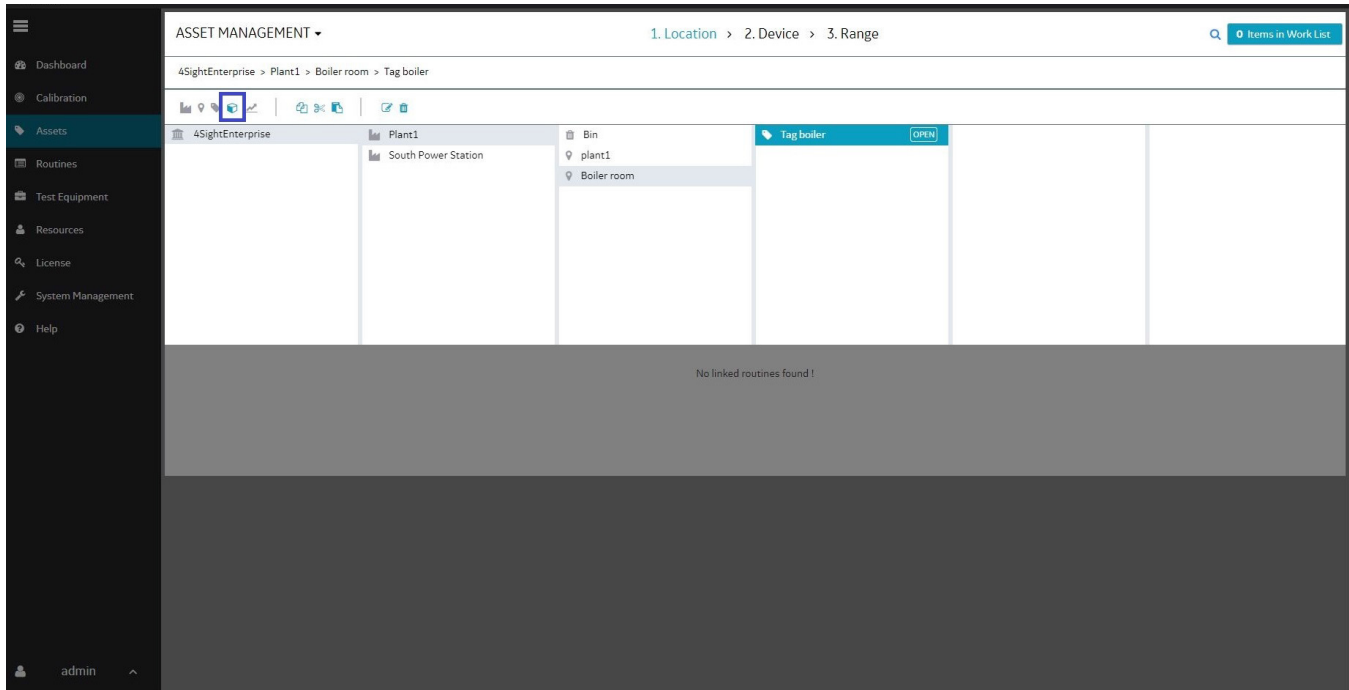 ASSET MANAGEMENT
1. Location > 2. Device > 3. Range
0 Items in Work List
4SightEnterprise > Plant1 > Boiler room > Tag boiler
Dashboard
Calibration
Assets
Routines
Test Equipment
Resources
License
System Management
Help
admin
4SightEnterprise
Plant1
South Power Station
Bin
plant1
Boiler room
Tag boiler OPEN
No linked routines found !